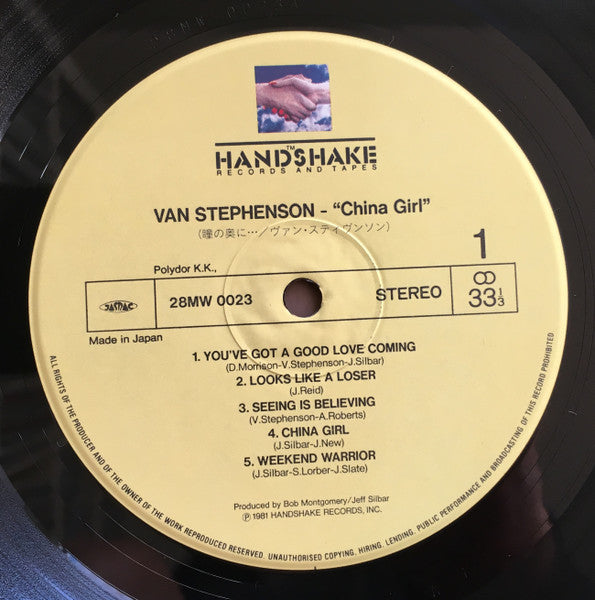 HANDSHAKE™
RECORDS AND TAPES
VAN STEPHENSON - “China Girl”
(瞳の奥に…／ヴァン・スティヴンソン)
1
Polydor K.K.,
JASRAC
28MW 0023
STEREO
33 1/3
Made in Japan
1. YOU'VE GOT A GOOD LOVE COMING
(D.Morrison-V.Stephenson-J.Silbar)
2. LOOKS LIKE A LOSER
(J.Reid)
3. SEEING IS BELIEVING
(V.Stephenson-A.Roberts)
4. CHINA GIRL
(J.Silbar-J.New)
5. WEEKEND WARRIOR
(J.Silbar-S.Lorber-J.Slate)
Produced by Bob Montgomery/Jeff Silbar
Ⓟ 1981 HANDSHAKE RECORDS, INC.
ALL RIGHTS OF THE PRODUCER AND OF THE OWNER OF THE WORK REPRODUCED RESERVED. UNAUTHORISED COPYING, HIRING, LENDING, PUBLIC PERFORMANCE AND BROADCASTING OF THIS RECORD PROHIBITED